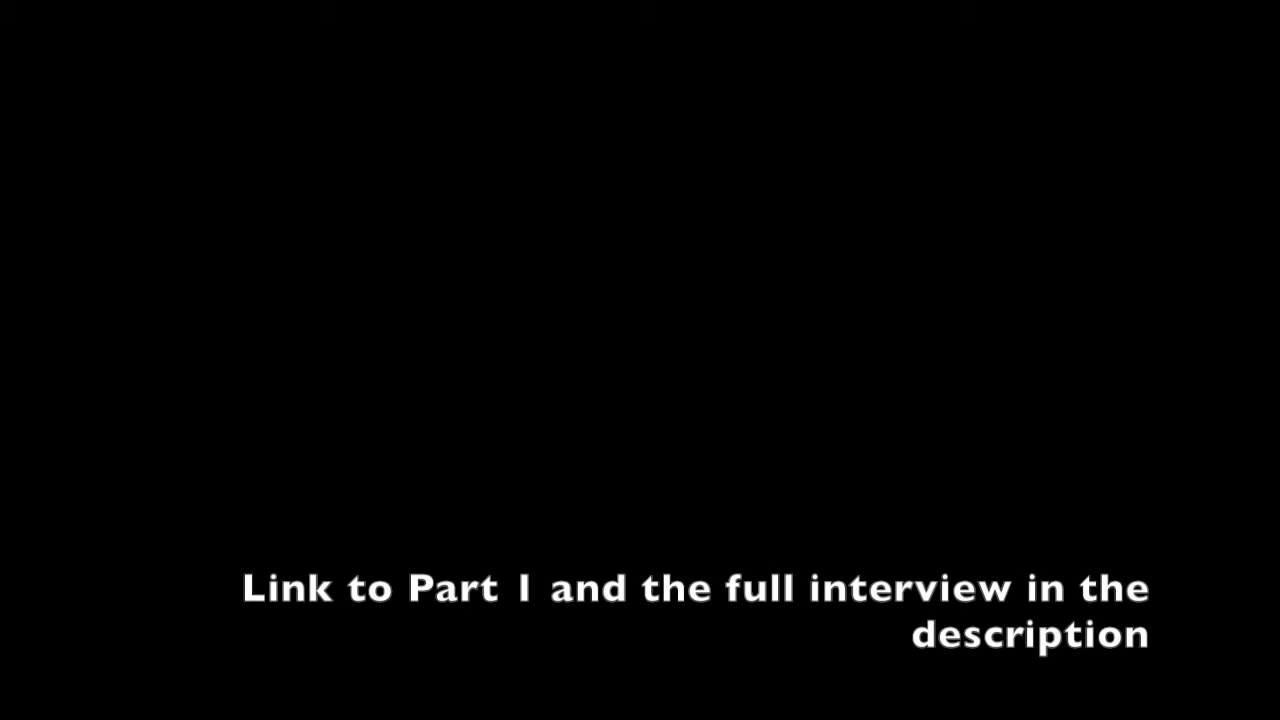 Link to Part 1 and the full interview in the
description